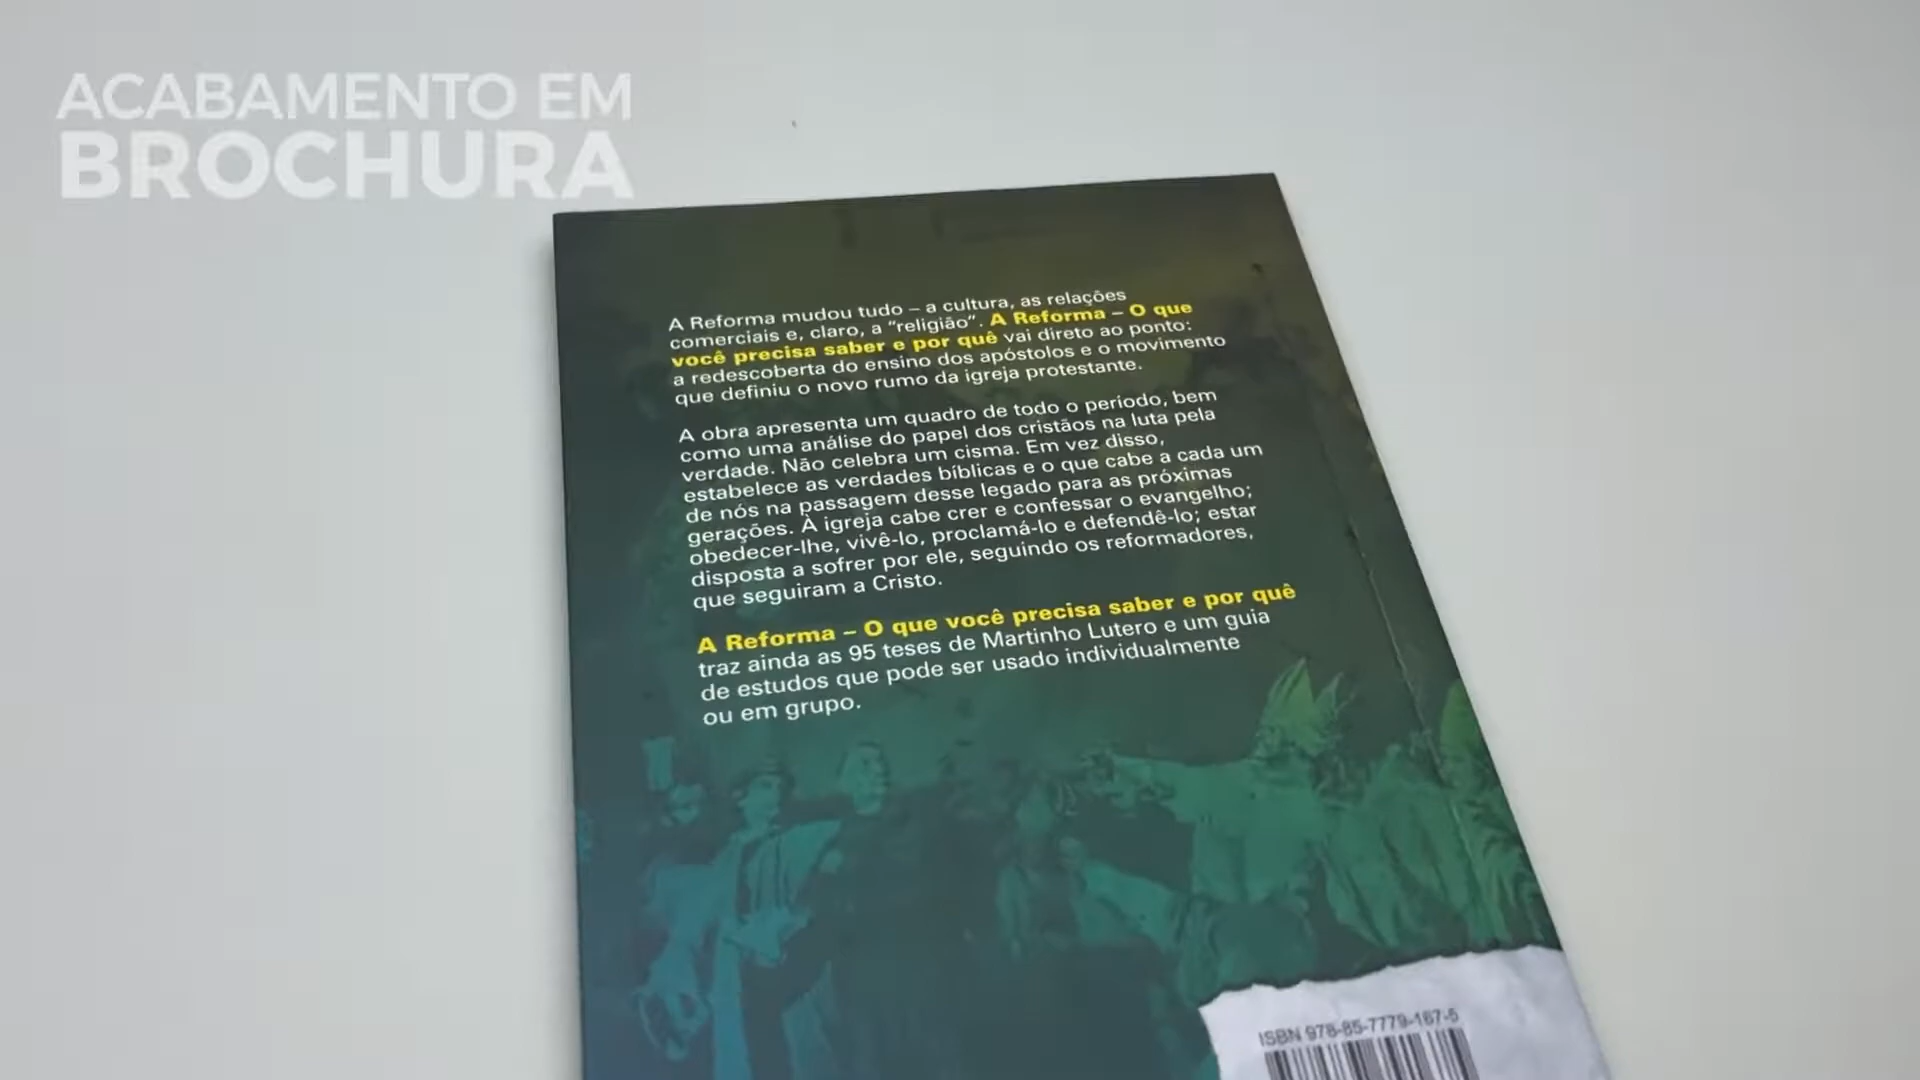 ACABAMENTO EM
BROCHURA
A Reforma mudou tudo – a cultura, as relações
comerciais e, claro, a “religião”. A Reforma – O que
você precisa saber e por quê vai direto ao ponto:
a redescoberta do ensino dos apóstolos e o movimento
que definiu o novo rumo da igreja protestante.
A obra apresenta um quadro de todo o período, bem
como uma análise do papel dos cristãos na luta pela
verdade. Não celebra um cisma. Em vez disso,
estabelece as verdades bíblicas e o que cabe a cada um
de nós na passagem desse legado para as próximas
gerações. À igreja cabe crer e confessar o evangelho;
obedecer-lhe, vivê-lo, proclamá-lo e defendê-lo; estar
disposta a sofrer por ele, seguindo os reformadores,
que seguiram a Cristo.
A Reforma – O que você precisa saber e por quê
traz ainda as 95 teses de Martinho Lutero e um guia
de estudos que pode ser usado individualmente
ou em grupo.
ISBN 978-85-7779-167-5